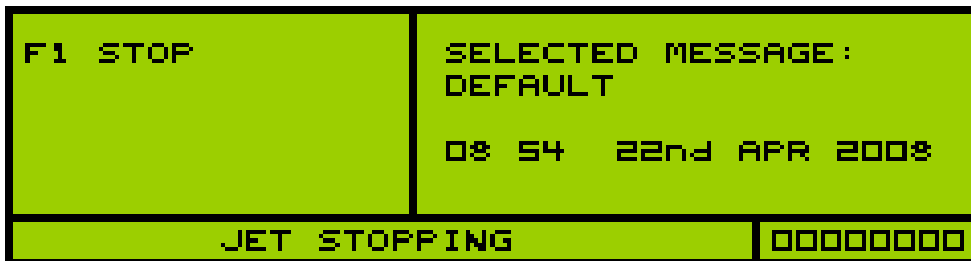 F1 STOP
SELECTED MESSAGE:
DEFAULT
08 54 22nd APR 2008
JET STOPPING
00000000